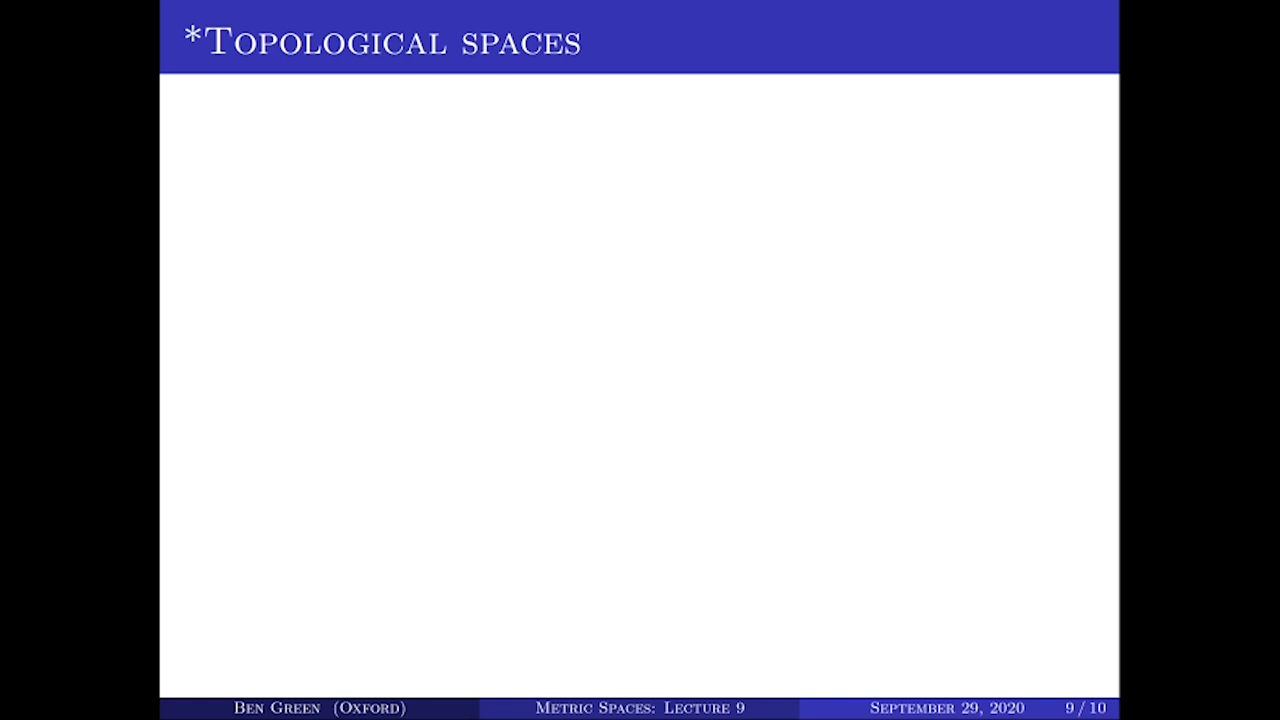 *Topological spaces
Ben Green (Oxford) Metric Spaces: Lecture 9 September 29, 2020 9 / 10